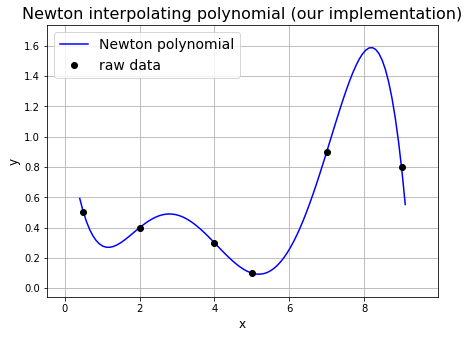 Newton interpolating polynomial (our implementation)
Newton polynomial
raw data
1.6
1.4
1.2
1.0
0.8
0.6
0.4
0.2
0.0
y
0 2 4 6 8
x